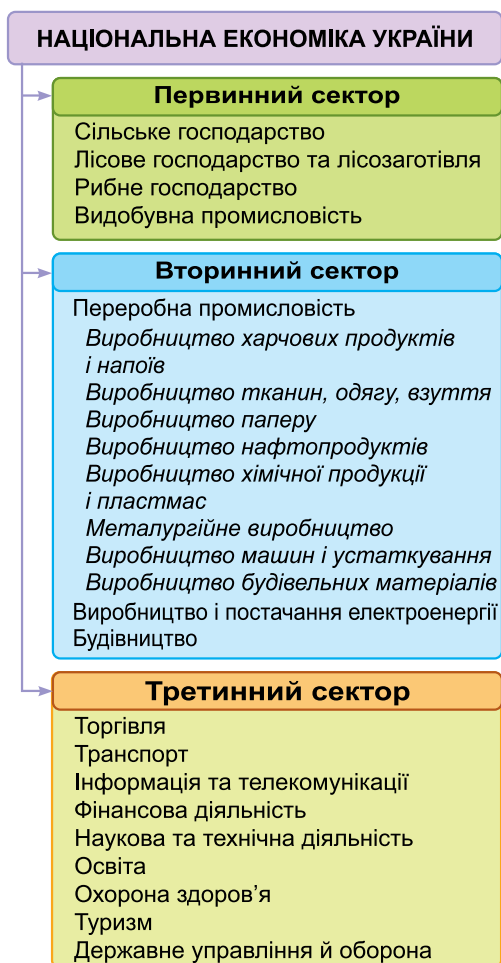 НАЦІОНАЛЬНА ЕКОНОМІКА УКРАЇНИ
Первинний сектор
Сільське господарство
Лісове господарство та лісозаготівля
Рибне господарство
Видобувна промисловість
Вторинний сектор
Переробна промисловість
Виробництво харчових продуктів
і напоїв
Виробництво тканин, одягу, взуття
Виробництво паперу
Виробництво нафтопродуктів
Виробництво хімічної продукції
і пластмас
Металургійне виробництво
Виробництво машин і устаткування
Виробництво будівельних матеріалів
Виробництво і постачання електроенергії
Будівництво
Третинний сектор
Торгівля
Транспорт
Інформація та телекомунікації
Фінансова діяльність
Наукова та технічна діяльність
Освіта
Охорона здоров’я
Туризм
Державне управління й оборона